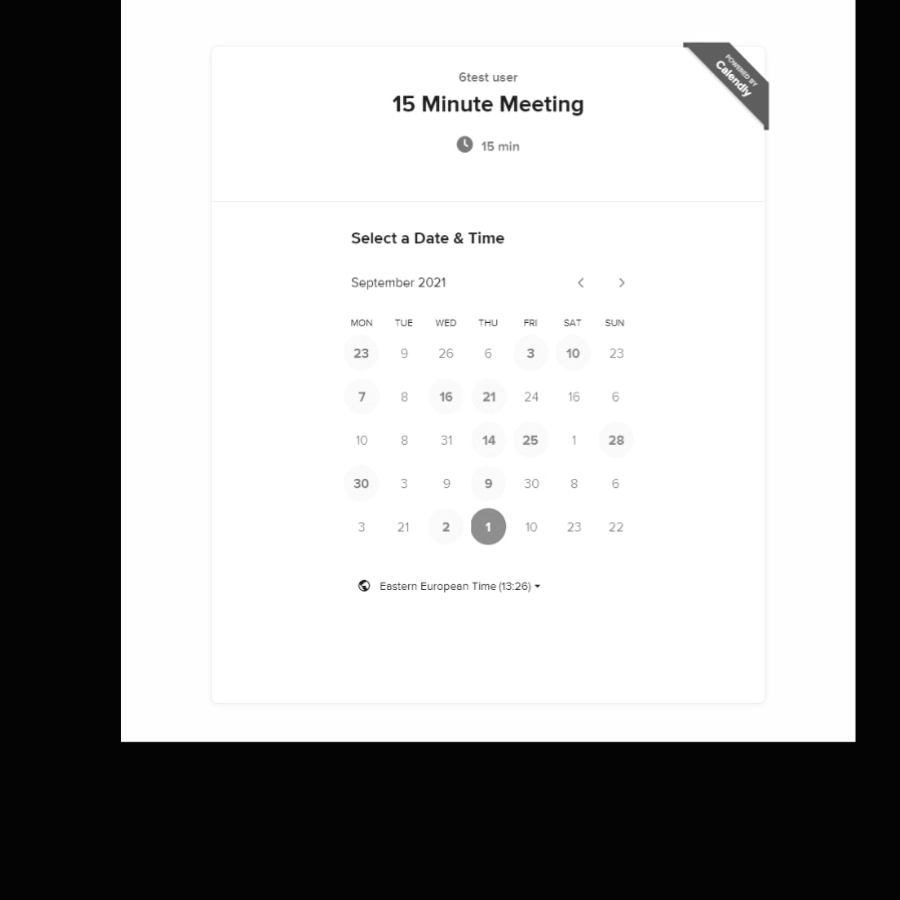 POWERED BY
Calendly
6test user
15 Minute Meeting
15 min
Select a Date & Time
September 2021
MON TUE WED THU FRI SAT SUN
23 9 26 6 3 10 23
7 8 16 21 24 16 6
10 8 31 14 25 1 28
30 3 9 9 30 8 6
3 21 2 1 10 23 22
Eastern European Time (13:26)